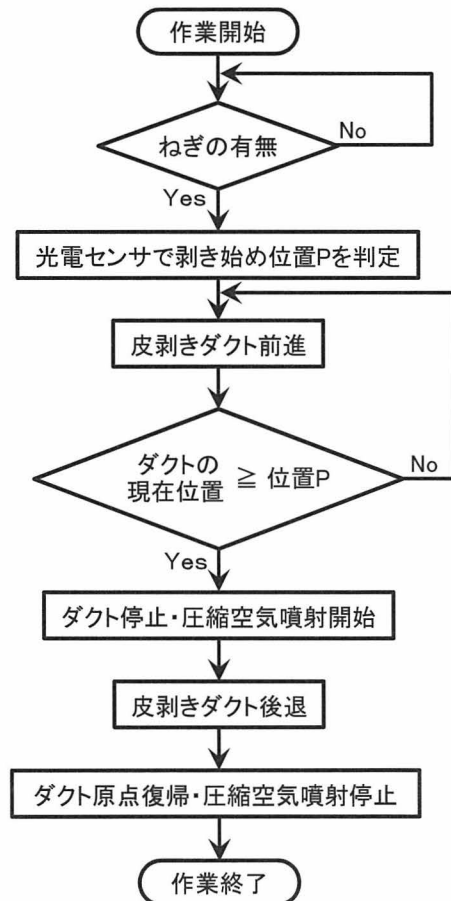 作業開始
ねぎの有無
No
Yes
光電センサで剥き始め位置Pを判定
皮剥きダクト前進
ダクトの
現在位置 ≧ 位置P
No
Yes
ダクト停止・圧縮空気噴射開始
皮剥きダクト後退
ダクト原点復帰・圧縮空気噴射停止
作業終了